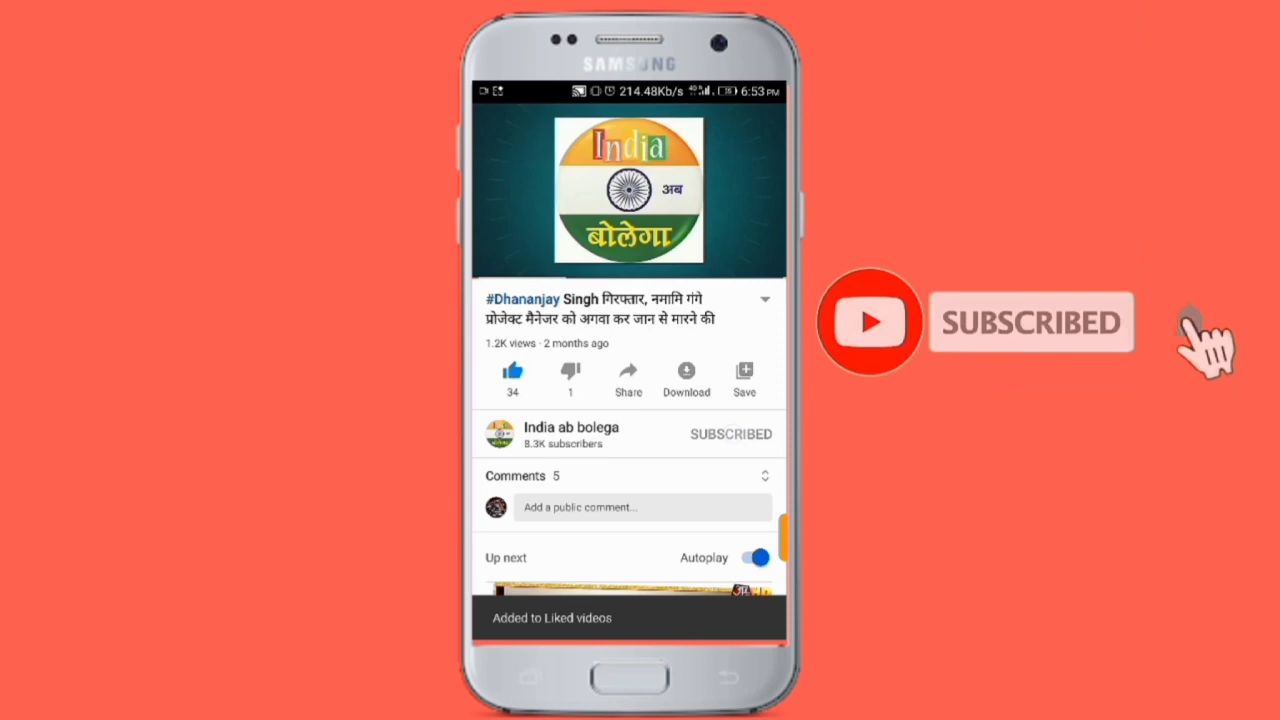 SAMSUNG
214.48Kb/s 6:53 PM
India
अब
बोलेगा
#Dhananjay Singh गिरफ्तार, नमामि गंगे
प्रोजेक्ट मैनेजर को अगवा कर जान से मारने की
1.2K views · 2 months ago
34
1
Share
Download
Save
India ab bolega
8.3K subscribers
SUBSCRIBED
Comments 5
Add a public comment...
Up next
Autoplay
Added to Liked videos
SUBSCRIBED